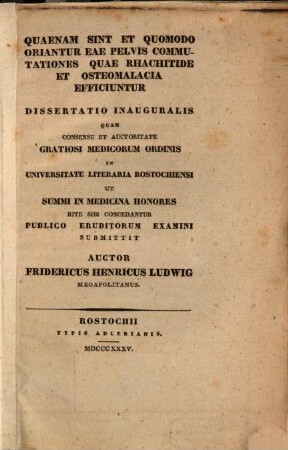 QUAENAM SINT ET QUOMODO
ORIANTUR EAE PELVIS COMMU-
TATIONES QUAE RHACHITIDE
ET OSTEOMALACIA
EFFICIUNTUR
DISSERTATIO INAUGURALIS
QUAM
CONSENSU ET AUCTORITATE
GRATIOSI MEDICORUM ORDINIS
IN
UNIVERSITATE LITERARIA ROSTOCHIENSI
UT
SUMMI IN MEDICINA HONORES
RITE SIBI CONCEDANTUR
PUBLICO ERUDITORUM EXAMINI
SUBMITTIT
AUCTOR
FRIDERICUS HENRICUS LUDWIG
MEGAPOLITANUS.
ROSTOCHII
TYPIS ADLERIANIS.
MDCCCXXXV.